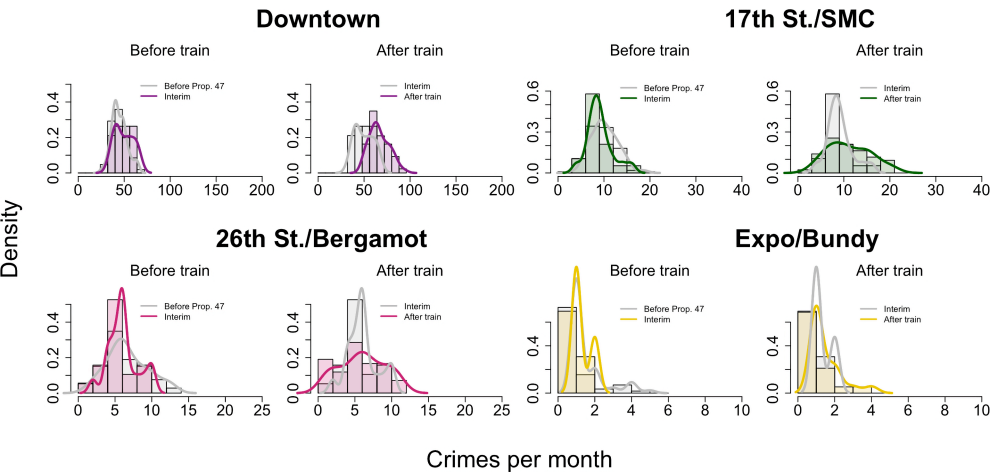 Downtown
17th St./SMC
Before train
After train
Before train
After train
Before Prop. 47
Interim
Interim
After train
Before Prop. 47
Interim
Interim
After train
0.0 0.2 0.4
0.0 0.2 0.4
0.0 0.3 0.6
0.0 0.3 0.6
0 50 100 150 200
0 50 100 150 200
0 10 20 30 40
0 10 20 30 40
Density
26th St./Bergamot
Expo/Bundy
Before train
After train
Before train
After train
Before Prop. 47
Interim
Interim
After train
Before Prop. 47
Interim
Interim
After train
0.0 0.2 0.4
0.0 0.2 0.4
0.0 0.4
0.0 0.4
0 5 10 15 20 25
0 5 10 15 20 25
0 2 4 6 8 10
0 2 4 6 8 10
Crimes per month